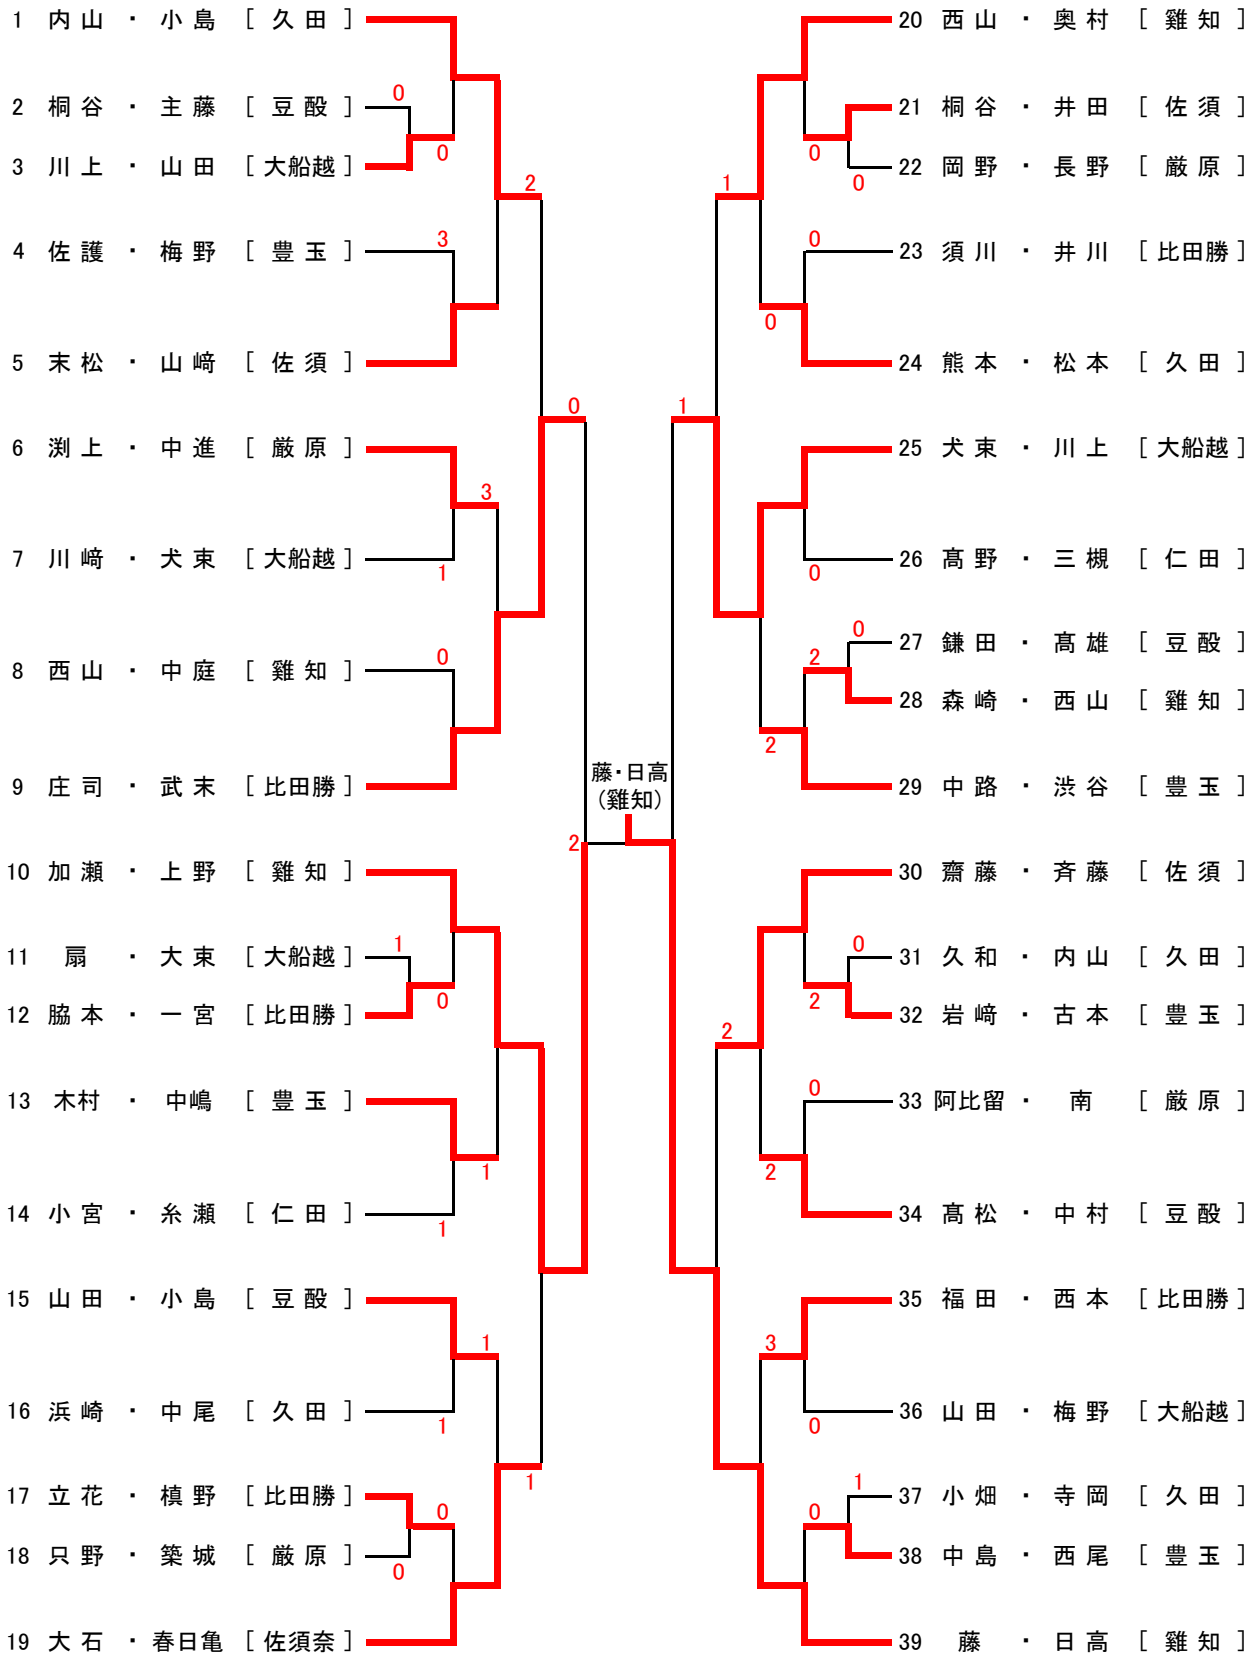 1 内山 ・ 小島 [ 久田 ]
2 桐谷 ・ 主藤 [ 豆酘 ]
0
3 川上 ・ 山田 [ 大船越 ]
0
2
4 佐護 ・ 梅野 [ 豊玉 ]
3
5 末松 ・ 山﨑 [ 佐須 ]
0
6 渕上 ・ 中進 [ 厳原 ]
3
7 川﨑 ・ 犬束 [ 大船越 ]
1
8 西山 ・ 中庭 [ 雞知 ]
0
9 庄司 ・ 武末 [ 比田勝 ]
2
10 加瀬 ・ 上野 [ 雞知 ]
11 扇 ・ 大束 [ 大船越 ]
1
12 脇本 ・ 一宮 [ 比田勝 ]
0
13 木村 ・ 中嶋 [ 豊玉 ]
1
14 小宮 ・ 糸瀬 [ 仁田 ]
1
15 山田 ・ 小島 [ 豆酘 ]
1
16 浜崎 ・ 中尾 [ 久田 ]
1
1
17 立花 ・ 槙野 [ 比田勝 ]
0
18 只野 ・ 築城 [ 厳原 ]
0
19 大石 ・ 春日亀 [ 佐須奈 ]
藤・日高
（雞知）
20 西山 ・ 奥村 [ 雞知 ]
21 桐谷 ・ 井田 [ 佐須 ]
0
22 岡野 ・ 長野 [ 厳原 ]
0
1
23 須川 ・ 井川 [ 比田勝 ]
0
0
24 熊本 ・ 松本 [ 久田 ]
1
25 犬束 ・ 川上 [ 大船越 ]
26 髙野 ・ 三槻 [ 仁田 ]
0
27 鎌田 ・ 髙雄 [ 豆酘 ]
0
2
28 森崎 ・ 西山 [ 雞知 ]
2
29 中路 ・ 渋谷 [ 豊玉 ]
30 齋藤 ・ 斉藤 [ 佐須 ]
31 久和 ・ 内山 [ 久田 ]
0
2
32 岩﨑 ・ 古本 [ 豊玉 ]
2
33 阿比留 ・ 南 [ 厳原 ]
0
2
34 髙松 ・ 中村 [ 豆酘 ]
35 福田 ・ 西本 [ 比田勝 ]
3
36 山田 ・ 梅野 [ 大船越 ]
0
37 小畑 ・ 寺岡 [ 久田 ]
1
0
38 中島 ・ 西尾 [ 豊玉 ]
39 藤 ・ 日高 [ 雞知 ]